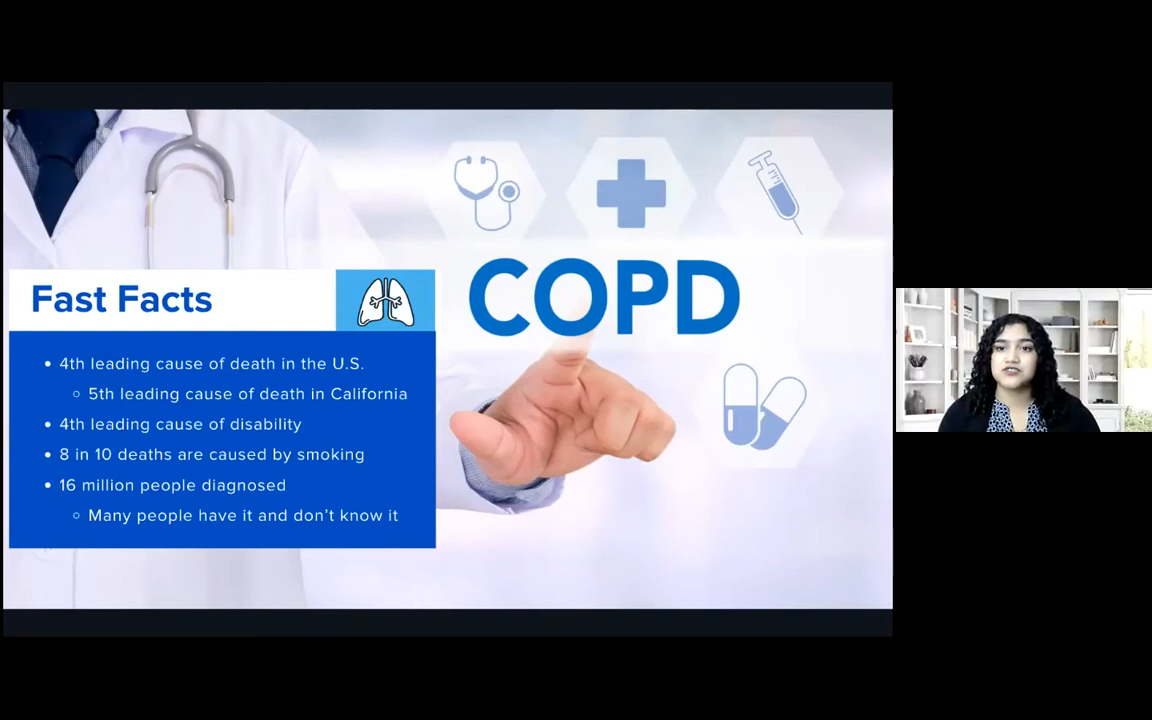 COPD
Fast Facts
• 4th leading cause of death in the U.S.
◦ 5th leading cause of death in California
• 4th leading cause of disability
• 8 in 10 deaths are caused by smoking
• 16 million people diagnosed
◦ Many people have it and don't know it